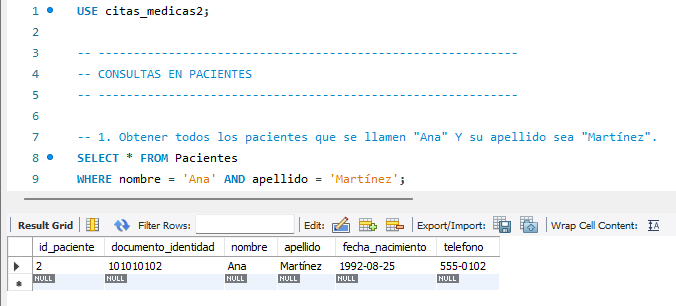 1 USE citas_medicas2;
2
3 -- ------------------------------------------------------------
4 -- CONSULTAS EN PACIENTES
5 -- ------------------------------------------------------------
6
7 -- 1. Obtener todos los pacientes que se llamen "Ana" Y su apellido sea "Martínez".
8 SELECT * FROM Pacientes
9 WHERE nombre = 'Ana' AND apellido = 'Martínez';
Result Grid Filter Rows: Edit: Export/Import: Wrap Cell Content:
id_paciente documento_identidad nombre apellido fecha_nacimiento telefono
2 101010102 Ana Martínez 1992-08-25 555-0102
NULL NULL NULL NULL NULL NULL